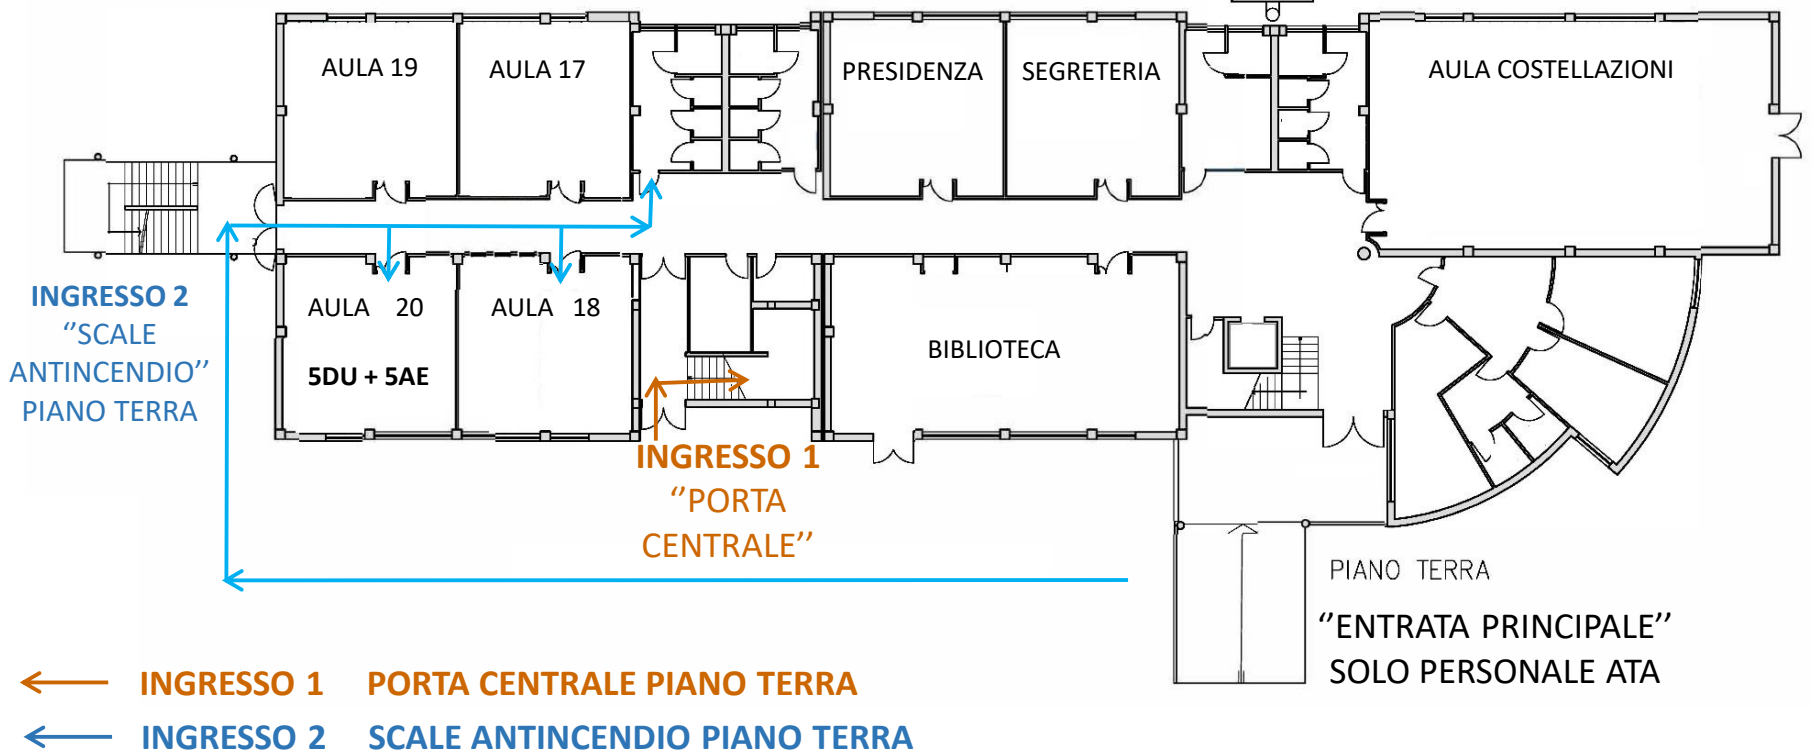 AULA 19
AULA 17
PRESIDENZA
SEGRETERIA
AULA COSTELLAZIONI
INGRESSO 2
‘’SCALE
ANTINCENDIO’’
PIANO TERRA
AULA 20
5DU + 5AE
AULA 18
BIBLIOTECA
INGRESSO 1
‘’PORTA
CENTRALE’’
PIANO TERRA
‘’ENTRATA PRINCIPALE’’
SOLO PERSONALE ATA
INGRESSO 1 PORTA CENTRALE PIANO TERRA
INGRESSO 2 SCALE ANTINCENDIO PIANO TERRA